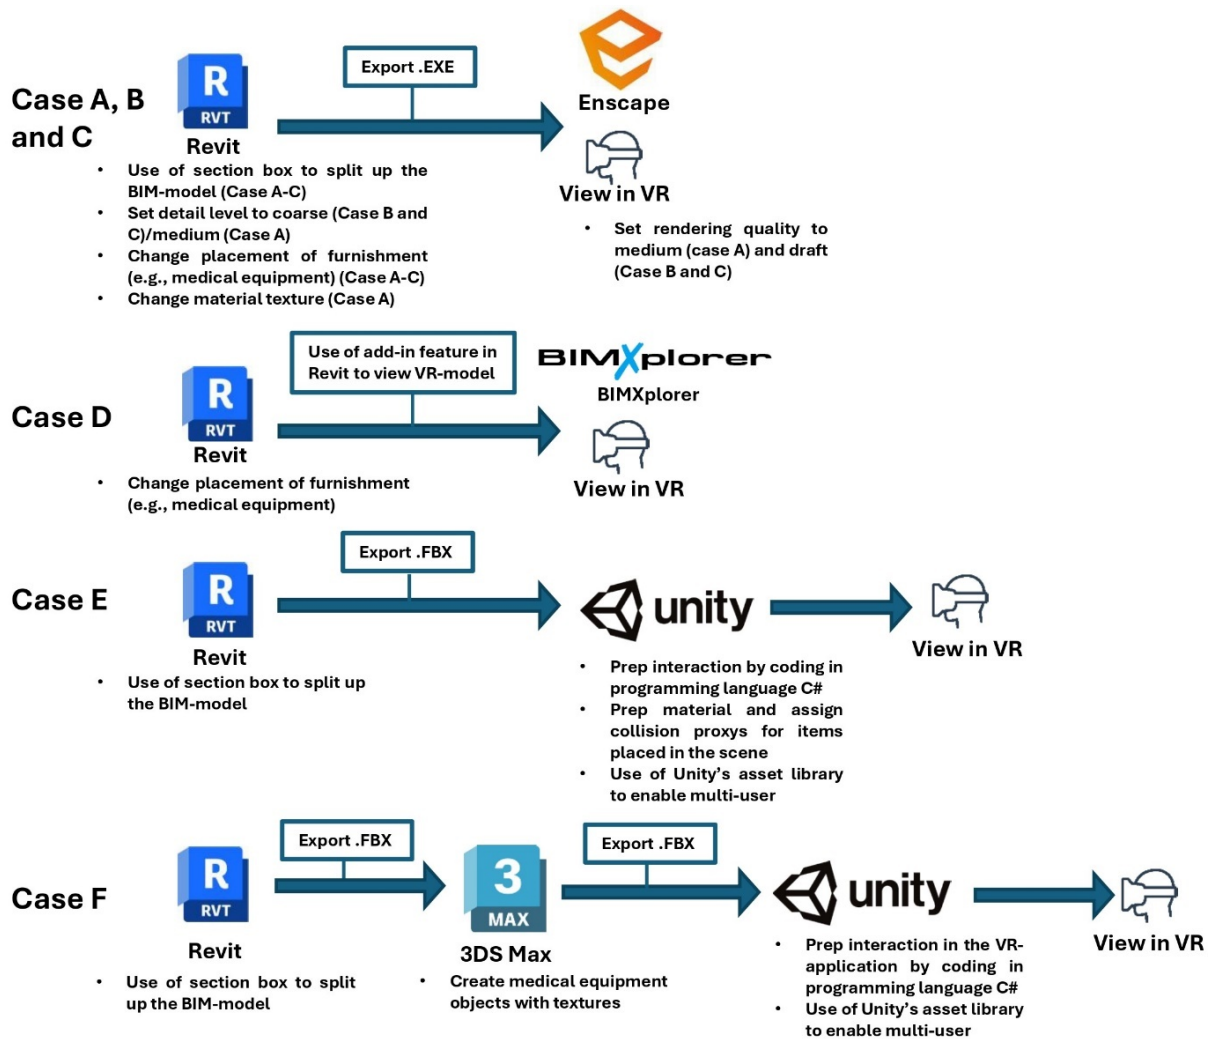 Case A, B
and C
R
RVT
Revit
Export .EXE
Enscape
View in VR
• Use of section box to split up the
BIM-model (Case A-C)
• Set detail level to coarse (Case B and
C)/medium (Case A)
• Change placement of furnishment
(e.g., medical equipment) (Case A-C)
• Change material texture (Case A)
• Set rendering quality to
medium (case A) and draft
(Case B and C)
Case D
R
RVT
Revit
Use of add-in feature in
Revit to view VR-model
BIMXplorer
BIMXplorer
View in VR
• Change placement of furnishment
(e.g., medical equipment)
Case E
R
RVT
Revit
Export .FBX
unity
View in VR
• Use of section box to split up
the BIM-model
• Prep interaction by coding in
programming language C#
• Prep material and assign
collision proxys for items
placed in the scene
• Use of Unity's asset library
to enable multi-user
Case F
R
RVT
Revit
Export .FBX
3
MAX
3DS Max
Export .FBX
unity
View in VR
• Use of section box to split
up the BIM-model
• Create medical equipment
objects with textures
• Prep interaction in the VR-
application by coding in
programming language C#
• Use of Unity's asset library
to enable multi-user